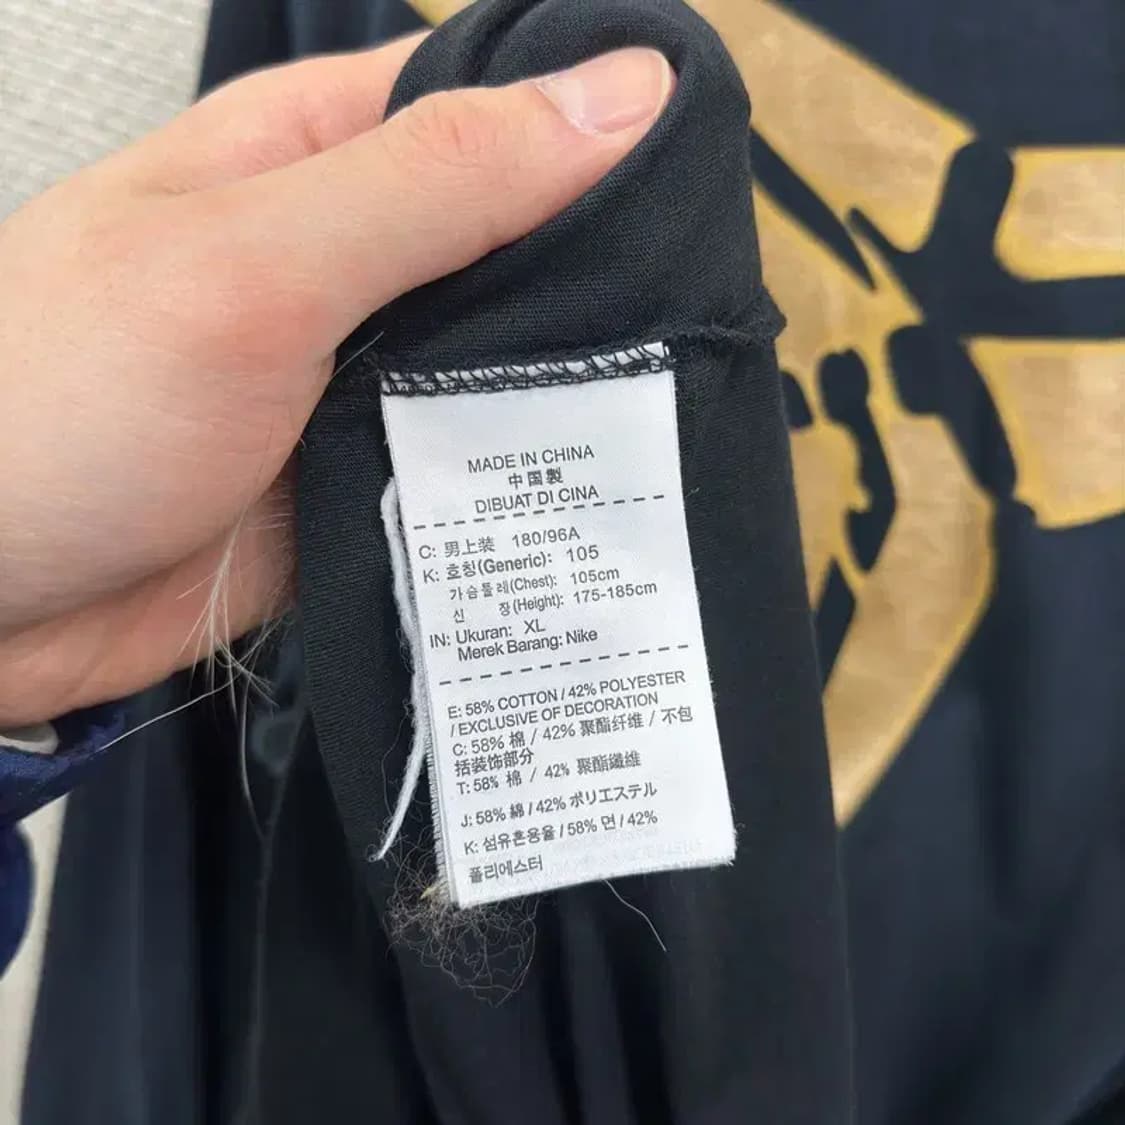 MADE IN CHINA
中国製
DIBUAT DI CINA
C: 男上装 180/96A
K: 호칭(Generic): 105
가슴둘레(Chest): 105cm
신 장(Height): 175-185cm
IN: Ukuran: XL
Merek Barang: Nike
E: 58% COTTON / 42% POLYESTER
/ EXCLUSIVE OF DECORATION
C: 58% 棉 / 42% 聚酯纤维 / 不包
括装饰部分
T: 58% 棉 / 42% 聚酯纖維
J: 58% 綿 / 42% ポリエステル
K: 섬유혼용율 / 58% 면 / 42%
폴리에스터